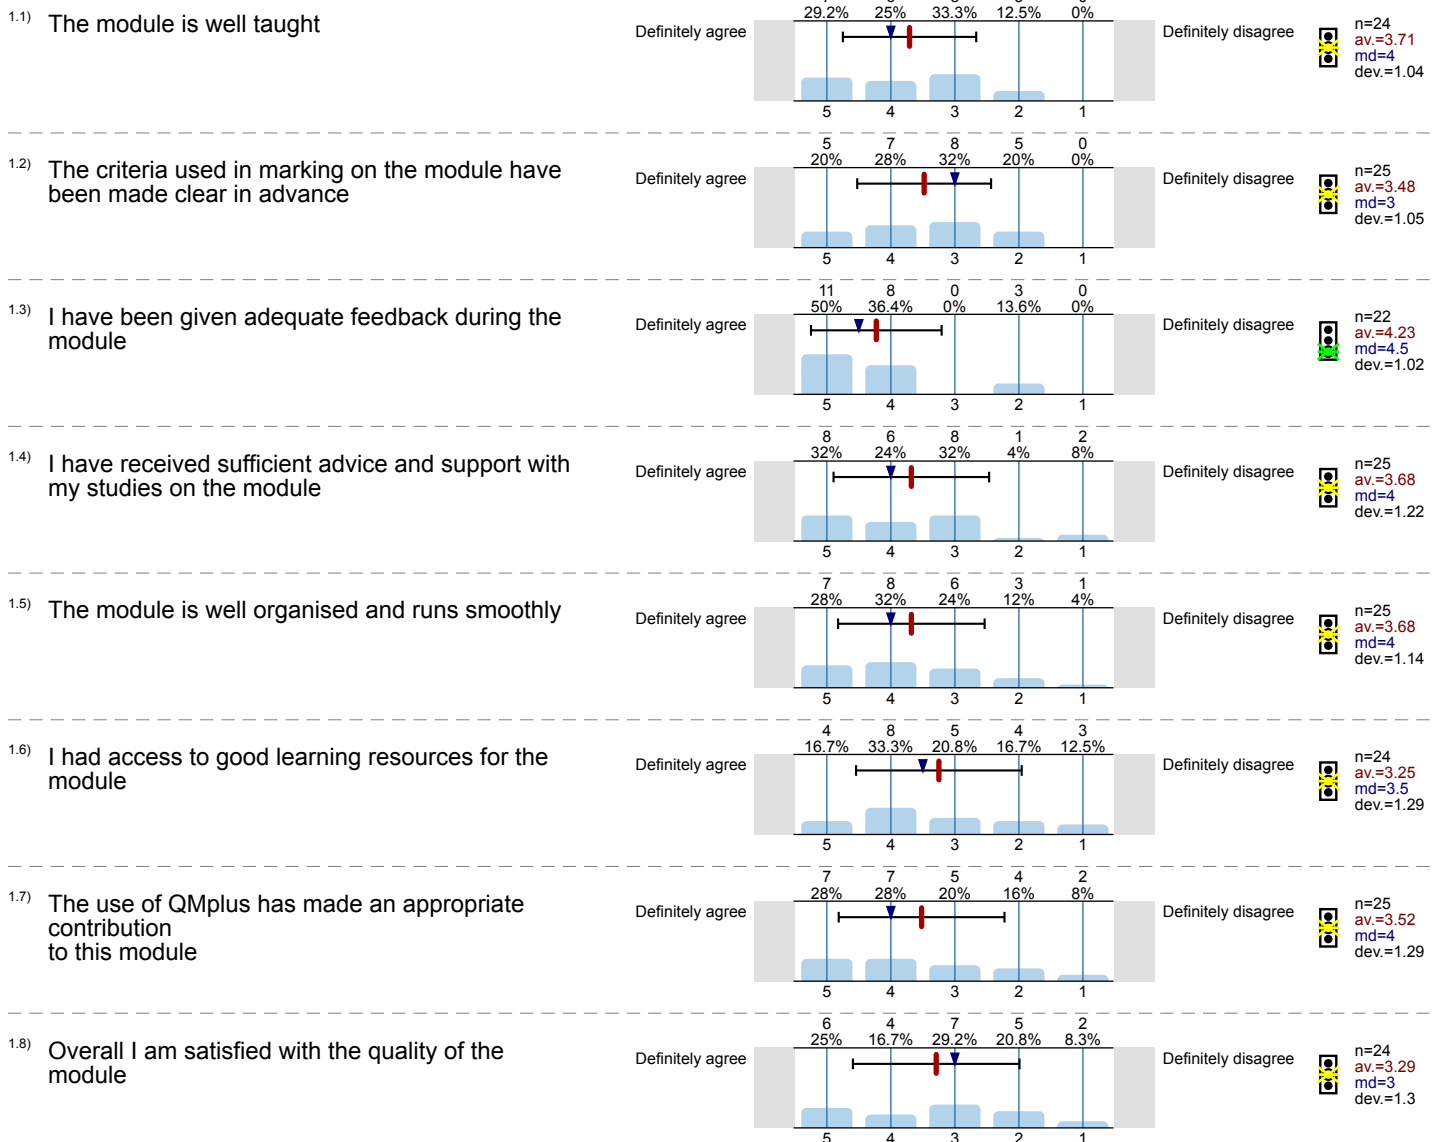 1.1) The module is well taught
Definitely agree
29.2% 25% 33.3% 12.5% 0%
5 4 3 2 1
Definitely disagree
n=24
av.=3.71
md=4
dev.=1.04
1.2) The criteria used in marking on the module have
been made clear in advance
Definitely agree
5 7 8 5 0
20% 28% 32% 20% 0%
5 4 3 2 1
Definitely disagree
n=25
av.=3.48
md=3
dev.=1.05
1.3) I have been given adequate feedback during the
module
Definitely agree
11 8 0 3 0
50% 36.4% 0% 13.6% 0%
5 4 3 2 1
Definitely disagree
n=22
av.=4.23
md=4.5
dev.=1.02
1.4) I have received sufficient advice and support with
my studies on the module
Definitely agree
8 6 8 1 2
32% 24% 32% 4% 8%
5 4 3 2 1
Definitely disagree
n=25
av.=3.68
md=4
dev.=1.22
1.5) The module is well organised and runs smoothly
Definitely agree
7 8 6 3 1
28% 32% 24% 12% 4%
5 4 3 2 1
Definitely disagree
n=25
av.=3.68
md=4
dev.=1.14
1.6) I had access to good learning resources for the
module
Definitely agree
4 8 5 4 3
16.7% 33.3% 20.8% 16.7% 12.5%
5 4 3 2 1
Definitely disagree
n=24
av.=3.25
md=3.5
dev.=1.29
1.7) The use of QMplus has made an appropriate
contribution
to this module
Definitely agree
7 7 5 4 2
28% 28% 20% 16% 8%
5 4 3 2 1
Definitely disagree
n=25
av.=3.52
md=4
dev.=1.29
1.8) Overall I am satisfied with the quality of the
module
Definitely agree
6 4 7 5 2
25% 16.7% 29.2% 20.8% 8.3%
5 4 3 2 1
Definitely disagree
n=24
av.=3.29
md=3
dev.=1.3